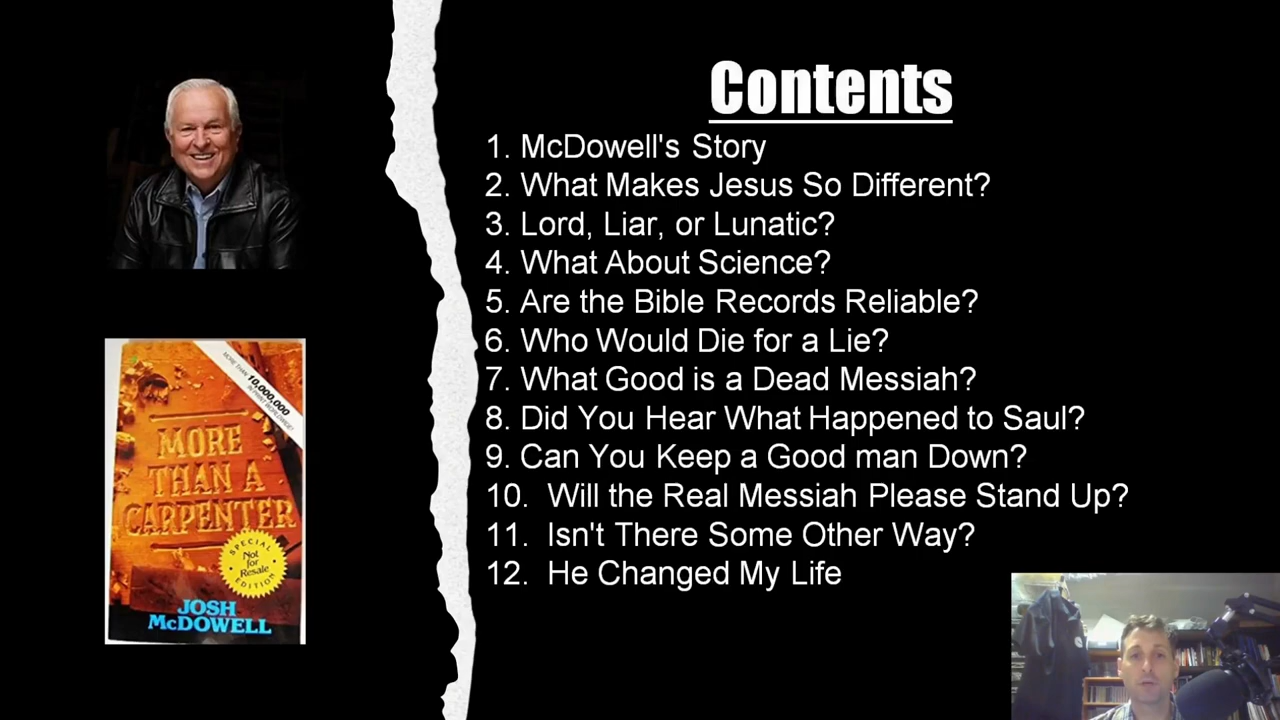 Contents
1. McDowell's Story
2. What Makes Jesus So Different?
3. Lord, Liar, or Lunatic?
4. What About Science?
5. Are the Bible Records Reliable?
6. Who Would Die for a Lie?
7. What Good is a Dead Messiah?
8. Did You Hear What Happened to Saul?
9. Can You Keep a Good man Down?
10. Will the Real Messiah Please Stand Up?
11. Isn't There Some Other Way?
12. He Changed My Life
MORE THAN
10,000,000
IN PRINT WORLDWIDE!
MORE
THAN A
CARPENTER
SPECIAL
Not
for
Resale
EDITION
JOSH
McDOWELL